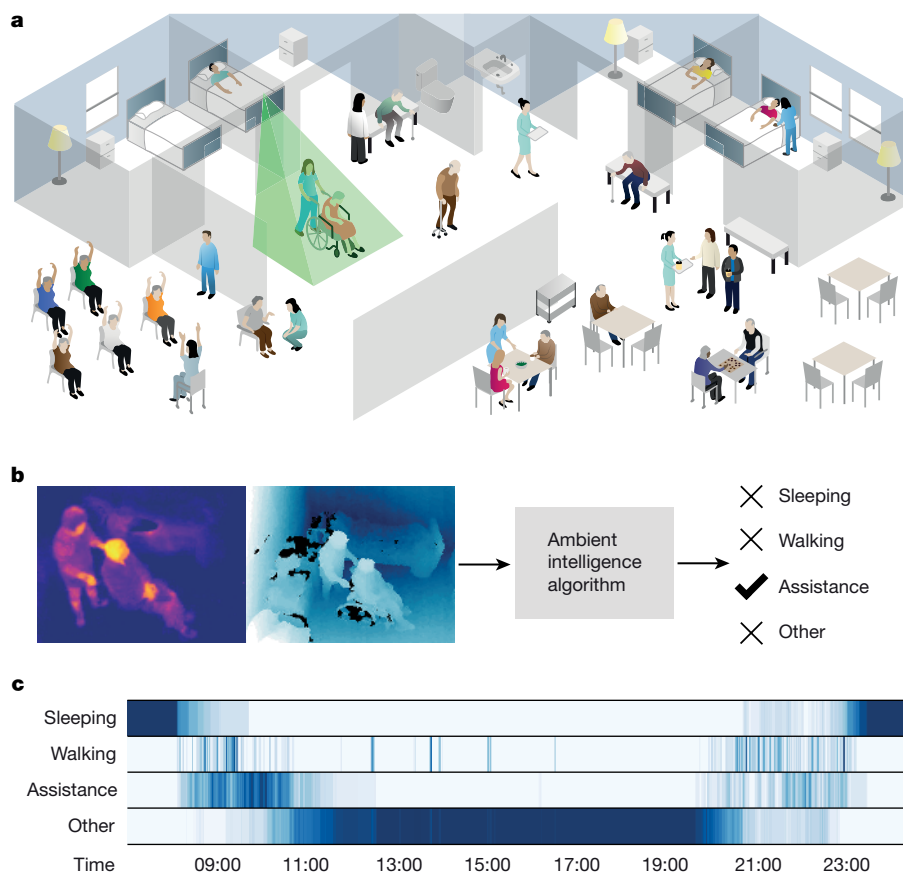 a
b
Ambient
intelligence
algorithm
Sleeping
Walking
Assistance
Other
c
Sleeping
Walking
Assistance
Other
Time 09:00 11:00 13:00 15:00 17:00 19:00 21:00 23:00